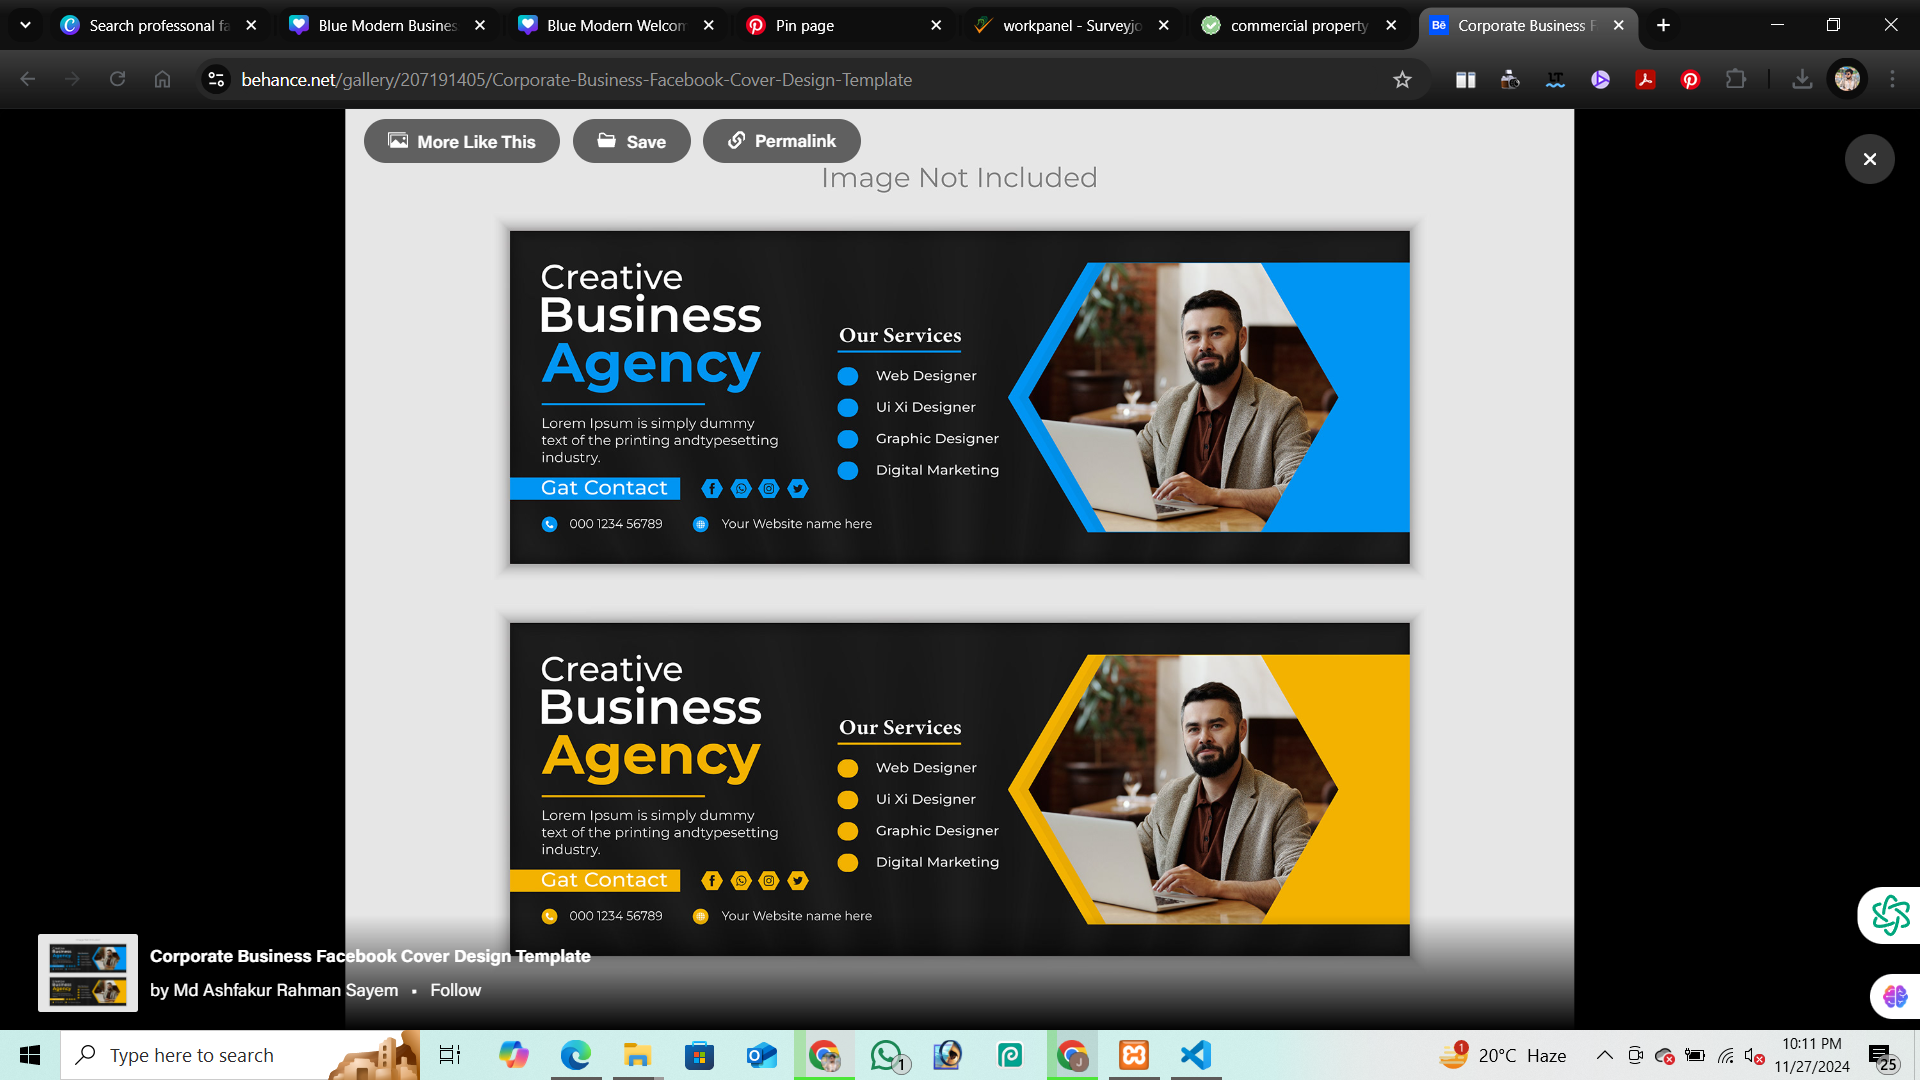 Search professonal fa
Blue Modern Busines
Blue Modern Welcom
Pin page
workpanel - Surveyjo
commercial property
Bē
Corporate Business F
behance.net/gallery/207191405/Corporate-Business-Facebook-Cover-Design-Template
More Like This
Save
Permalink
Image Not Included
Creative
Business
Agency
Lorem Ipsum is simply dummy
text of the printing andtypesetting
industry.
Gat Contact
000 1234 56789
Your Website name here
Our Services
Web Designer
Ui Xi Designer
Graphic Designer
Digital Marketing
Creative
Business
Agency
Lorem Ipsum is simply dummy
text of the printing andtypesetting
industry.
Gat Contact
000 1234 56789
Your Website name here
Our Services
Web Designer
Ui Xi Designer
Graphic Designer
Digital Marketing
Corporate Business Facebook Cover Design Template
by Md Ashfakur Rahman Sayem • Follow
Type here to search
1
J
1
20°C Haze
10:11 PM
11/27/2024
25